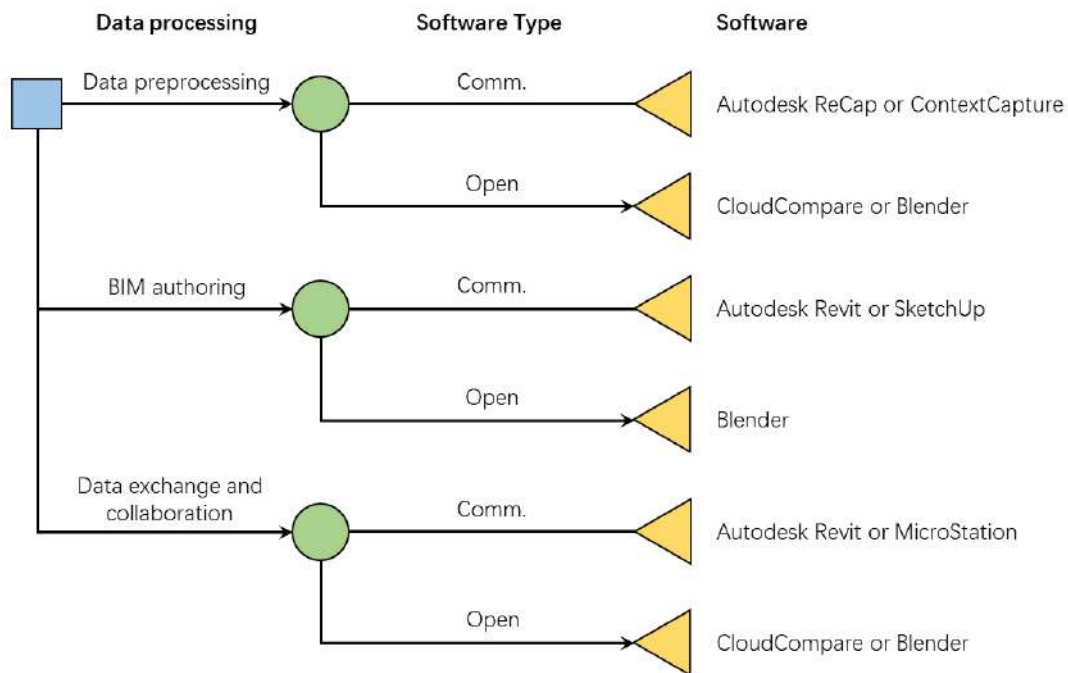 Data processing
Software Type
Software
Data preprocessing
Comm.
Autodesk ReCap or ContextCapture
Open
CloudCompare or Blender
BIM authoring
Comm.
Autodesk Revit or SketchUp
Open
Blender
Data exchange and
collaboration
Comm.
Autodesk Revit or MicroStation
Open
CloudCompare or Blender